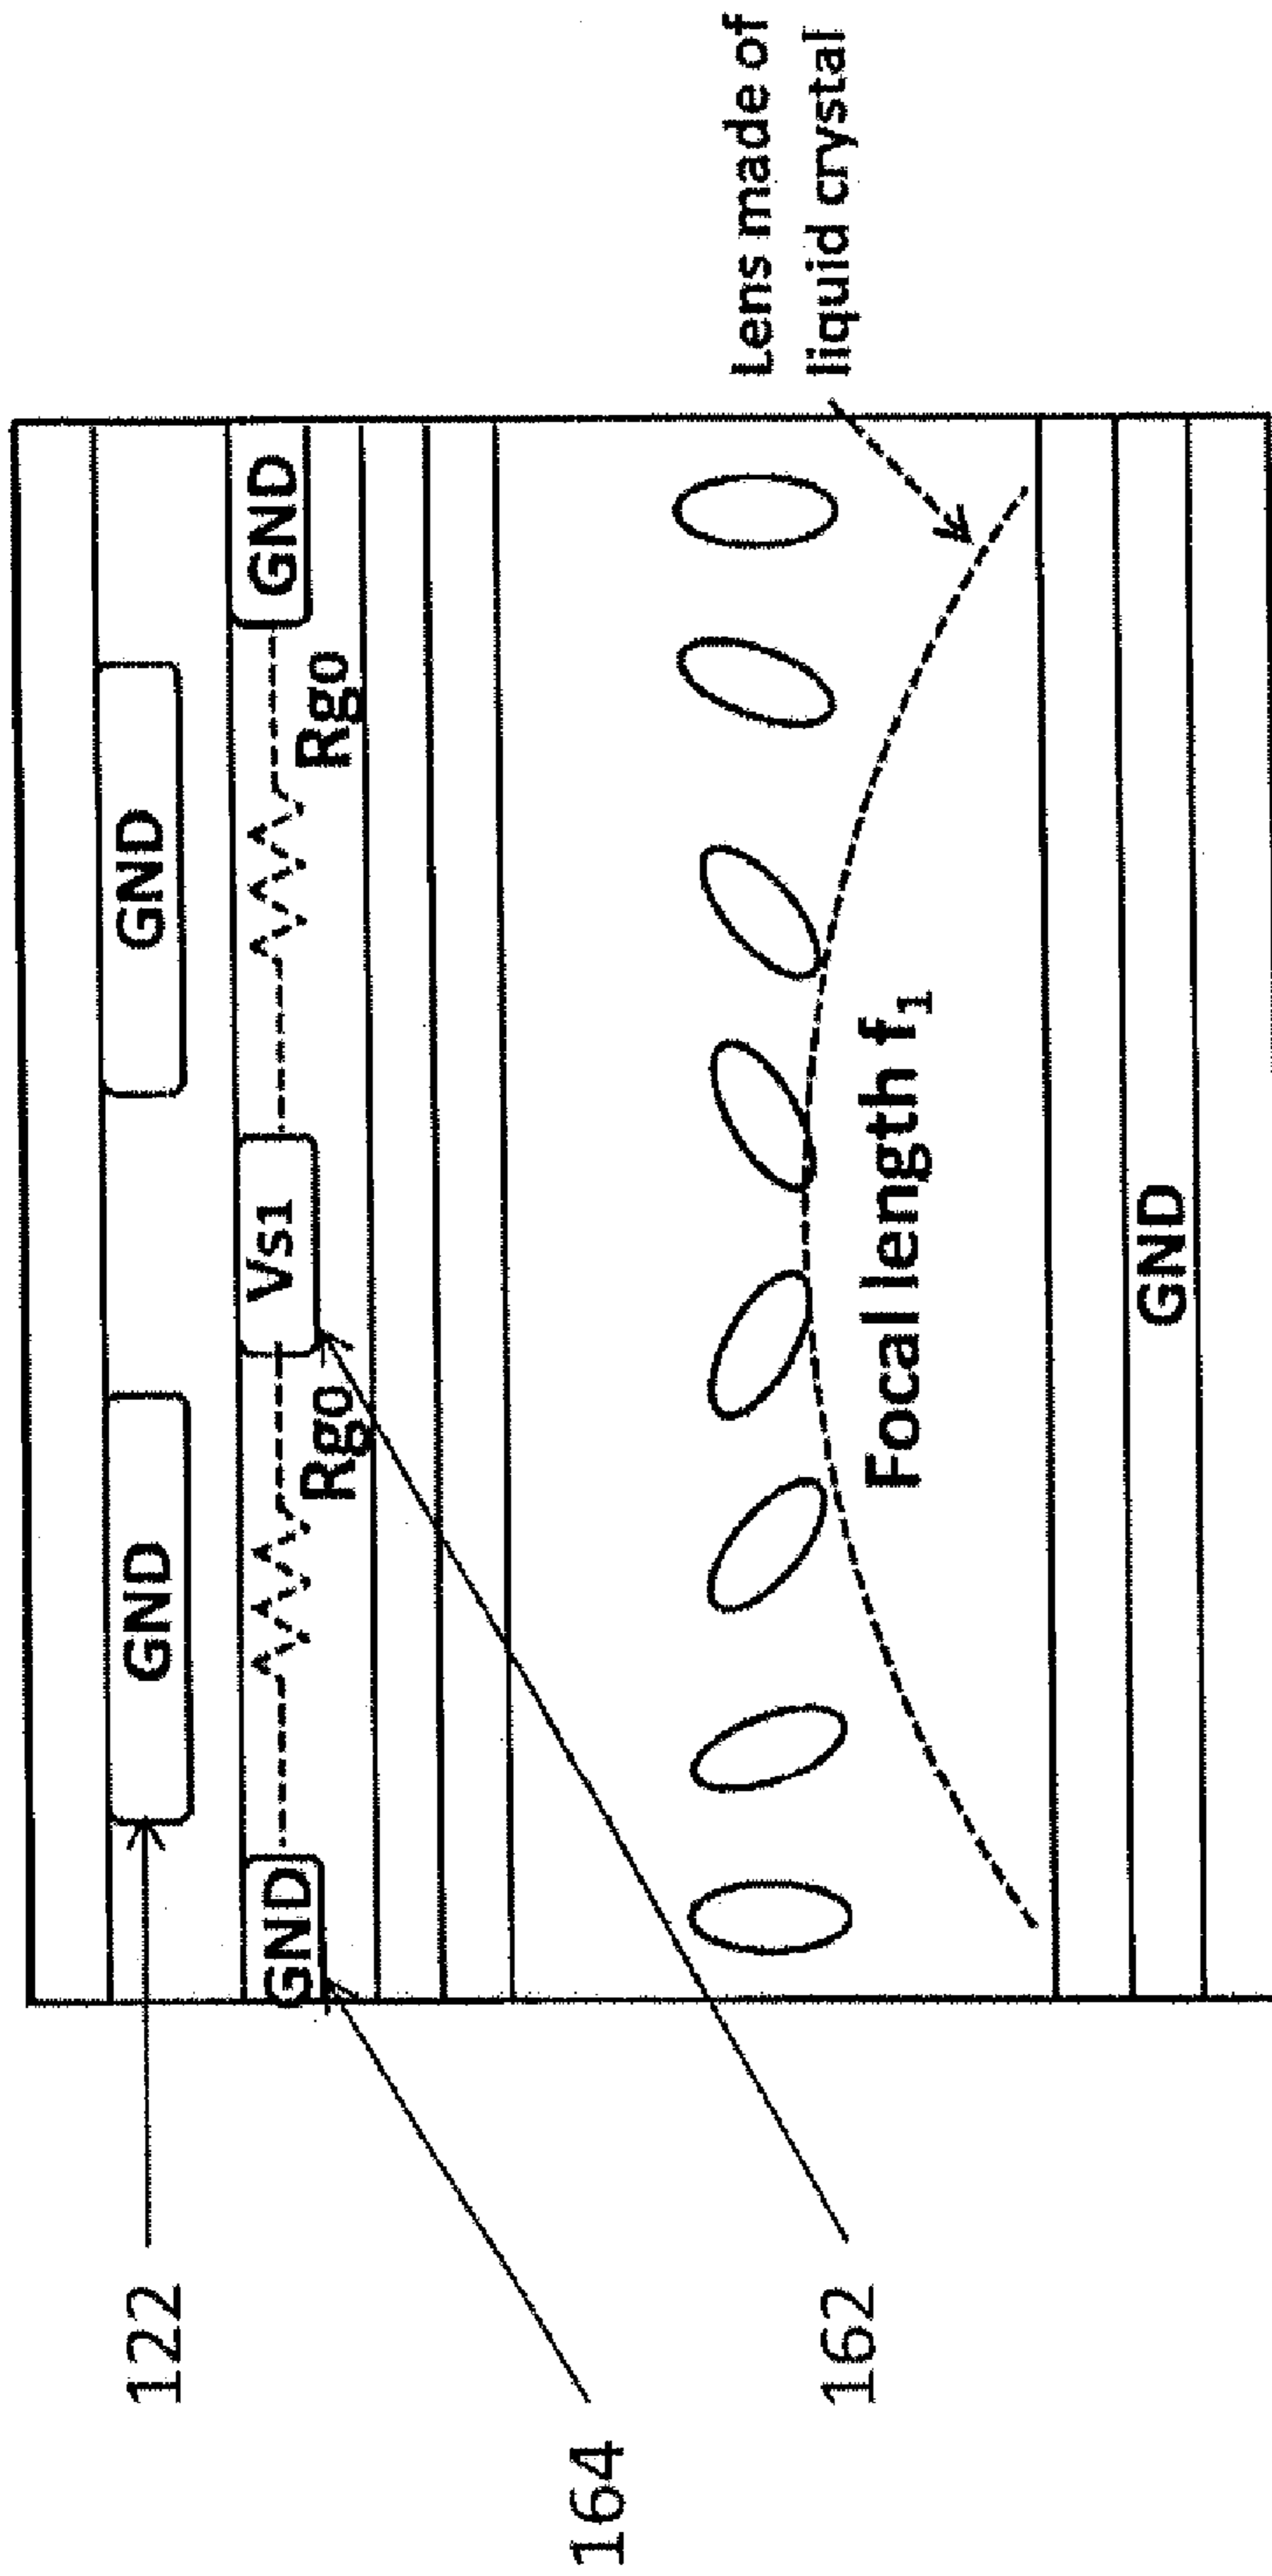 122
164
162
GND
GND
GND
Rgo
Vs1
Rgo
GND
Focal length f1
GND
Lens made of
liquid crystal